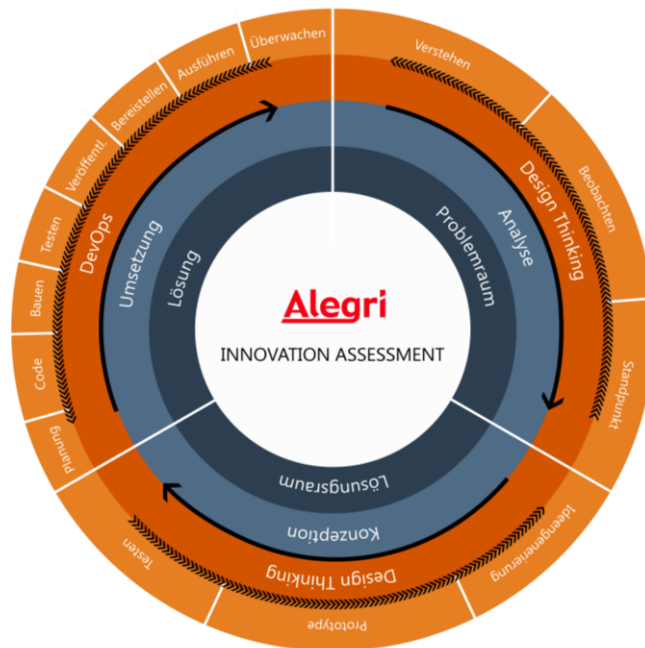 Alegri
INNOVATION ASSESSMENT
Problemraum
Analyse
Design Thinking
Verstehen
Beobachten
Standpunkt
Lösungsraum
Konzeption
Design Thinking
Ideengenerierung
Prototype
Testen
Lösung
Umsetzung
DevOps
Planung
Code
Bauen
Testen
Veröffentl.
Bereistellen
Ausführen
Überwachen